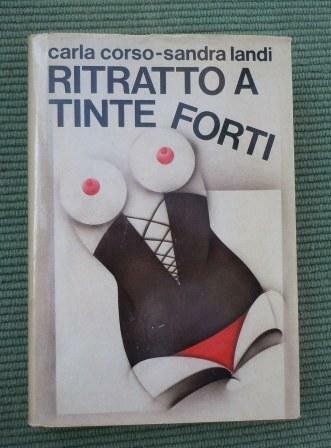 carla corso-sandra landi
RITRATTO A
TINTE FORTI